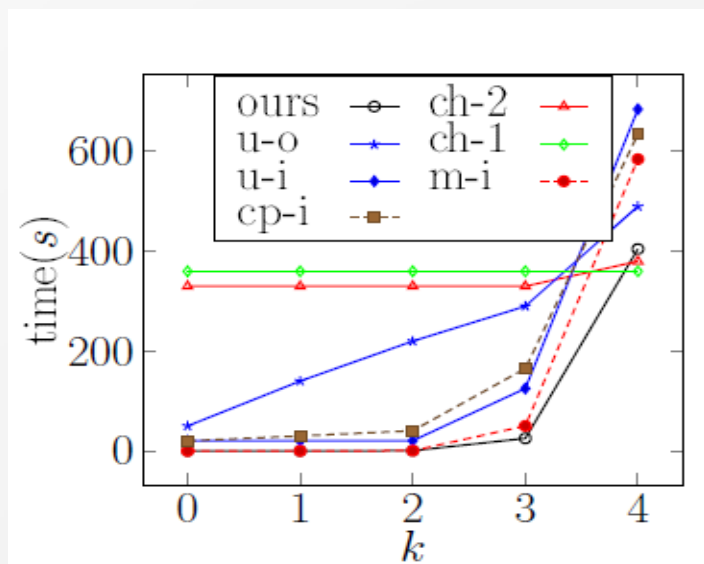 ours ch-2
u-o ch-1
u-i m-i
cp-i
600
400
200
0
time(s)
0 1 2 3 4
k